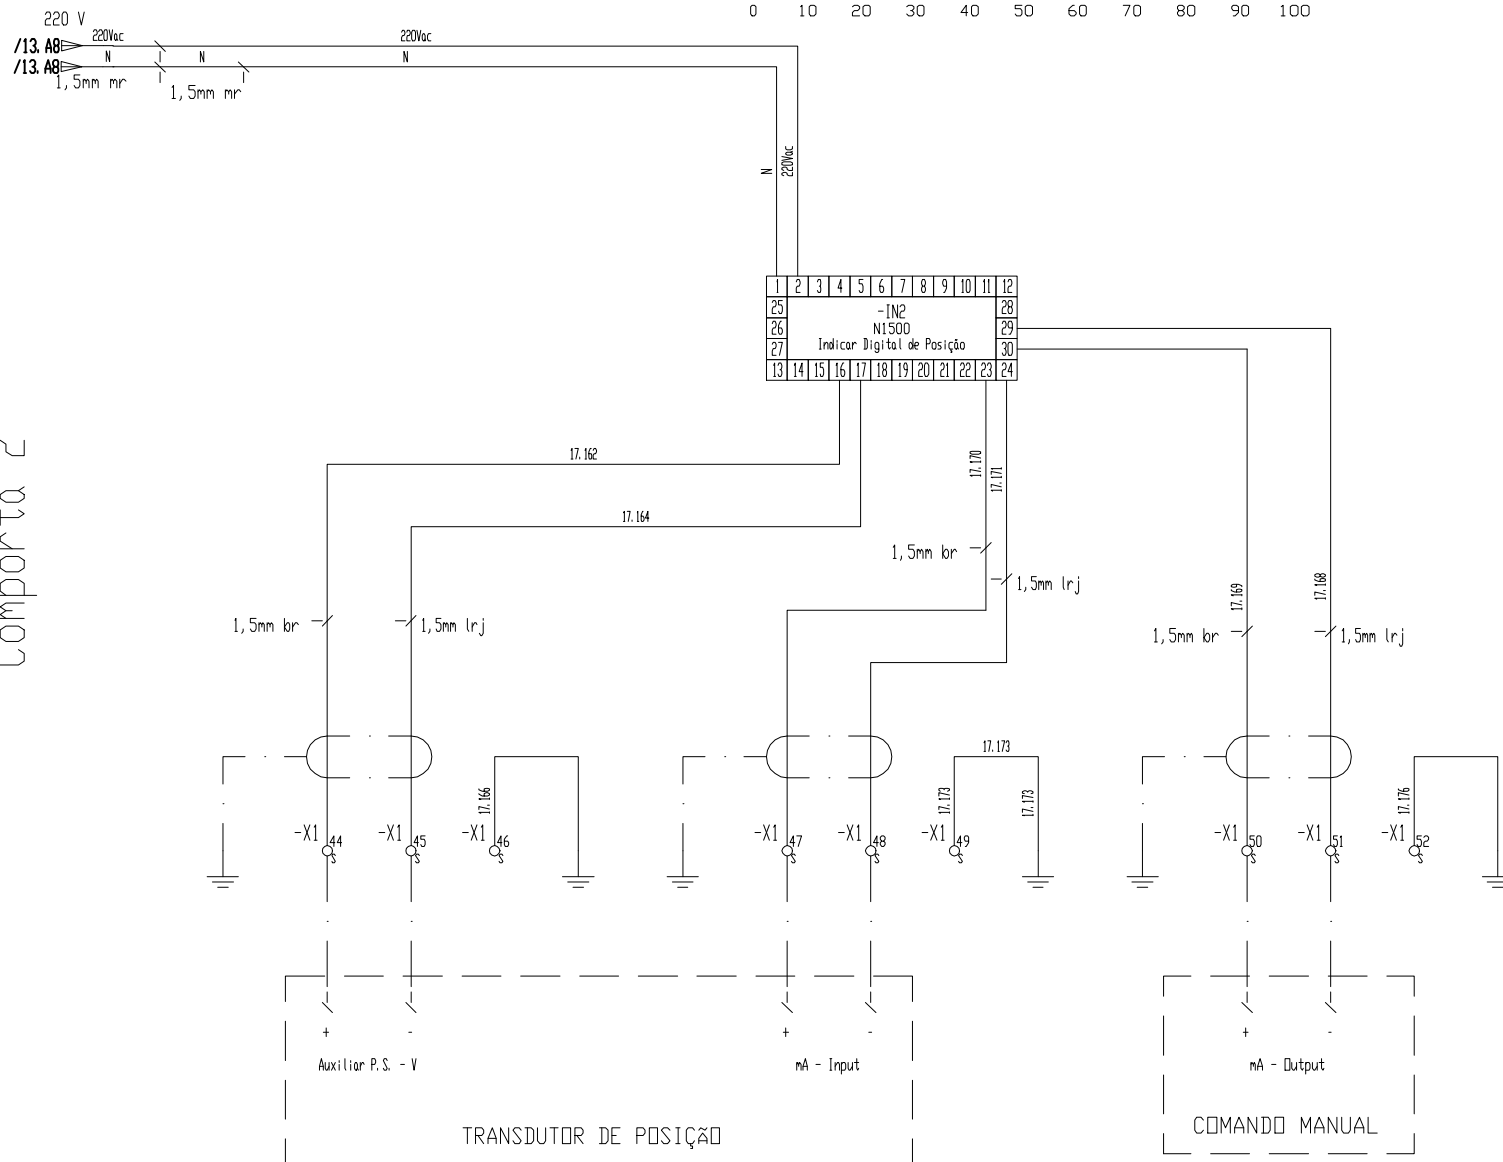 0 10 20 30 40 50 60 70 80 90 100
220 V
/13. A8 220Vac 220Vac
/13. A8 N N N
1,5mm mr
1,5mm mr
N 220Vac
1 2 3 4 5 6 7 8 9 10 11 12
25 -IN2 28
26 N1500 29
27 Indicar Digital de Posição 30
13 14 15 16 17 18 19 20 21 22 23 24
Comporta 2
17.162
17.170
17.171
17.164
1,5mm br
1,5mm lrj
17.169
17.168
1,5mm br
1,5mm lrj
1,5mm br
1,5mm lrj
17.173
17.166
17.173
17.173
17.176
-X1 44 S
-X1 45 S
-X1 46 S
-X1 47 S
-X1 48 S
-X1 49 S
-X1 50 S
-X1 51 S
-X1 52 S
+ - + - + -
Auxiliar P.S. - V
mA - Input
mA - Output
TRANSDUTOR DE POSIÇÃO
COMANDO MANUAL